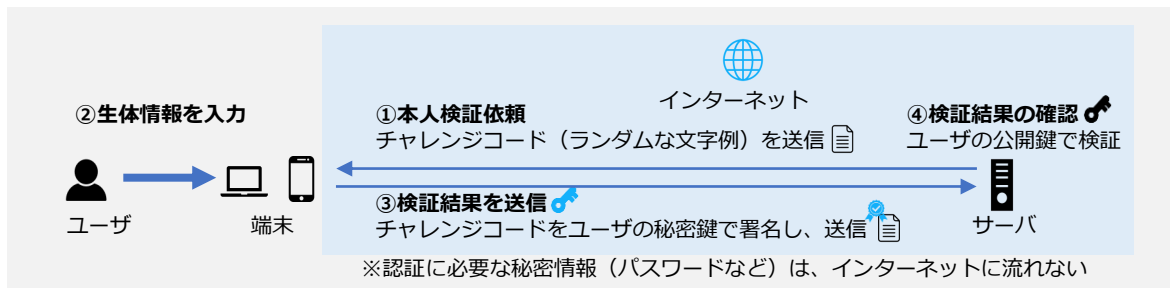 ②生体情報を入力
ユーザ
端末
インターネット
①本人検証依頼
チャレンジコード（ランダムな文字例）を送信
③検証結果を送信
チャレンジコードをユーザの秘密鍵で署名し、送信
④検証結果の確認
ユーザの公開鍵で検証
サーバ
※認証に必要な秘密情報（パスワードなど）は、インターネットに流れない